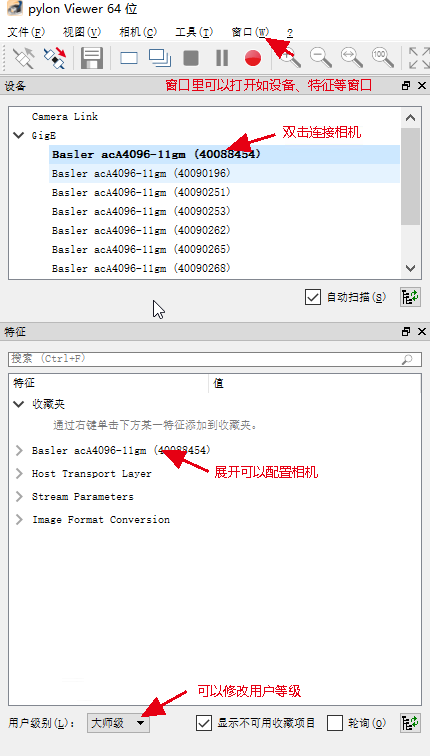 pylon Viewer 64 位
文件(F) 视图(V) 相机(C) 工具(T) 窗口(W) ?
设备
窗口里可以打开如设备、特征等窗口
Camera Link
双击连接相机
GigE
Basler acA4096-11gm (40088454)
Basler acA4096-11gm (40090196)
Basler acA4096-11gm (40090251)
Basler acA4096-11gm (40090253)
Basler acA4096-11gm (40090262)
Basler acA4096-11gm (40090265)
Basler acA4096-11gm (40090268)
自动扫描(S)
特征
搜索 (Ctrl+F)
特征 值
收藏夹
通过右键单击下方某一特征添加到收藏夹。
Basler acA4096-11gm (40088454)
展开可以配置相机
Host Transport Layer
Stream Parameters
Image Format Conversion
可以修改用户等级
用户级别(L): 大师级 显示不可用收藏项目 轮询(O)